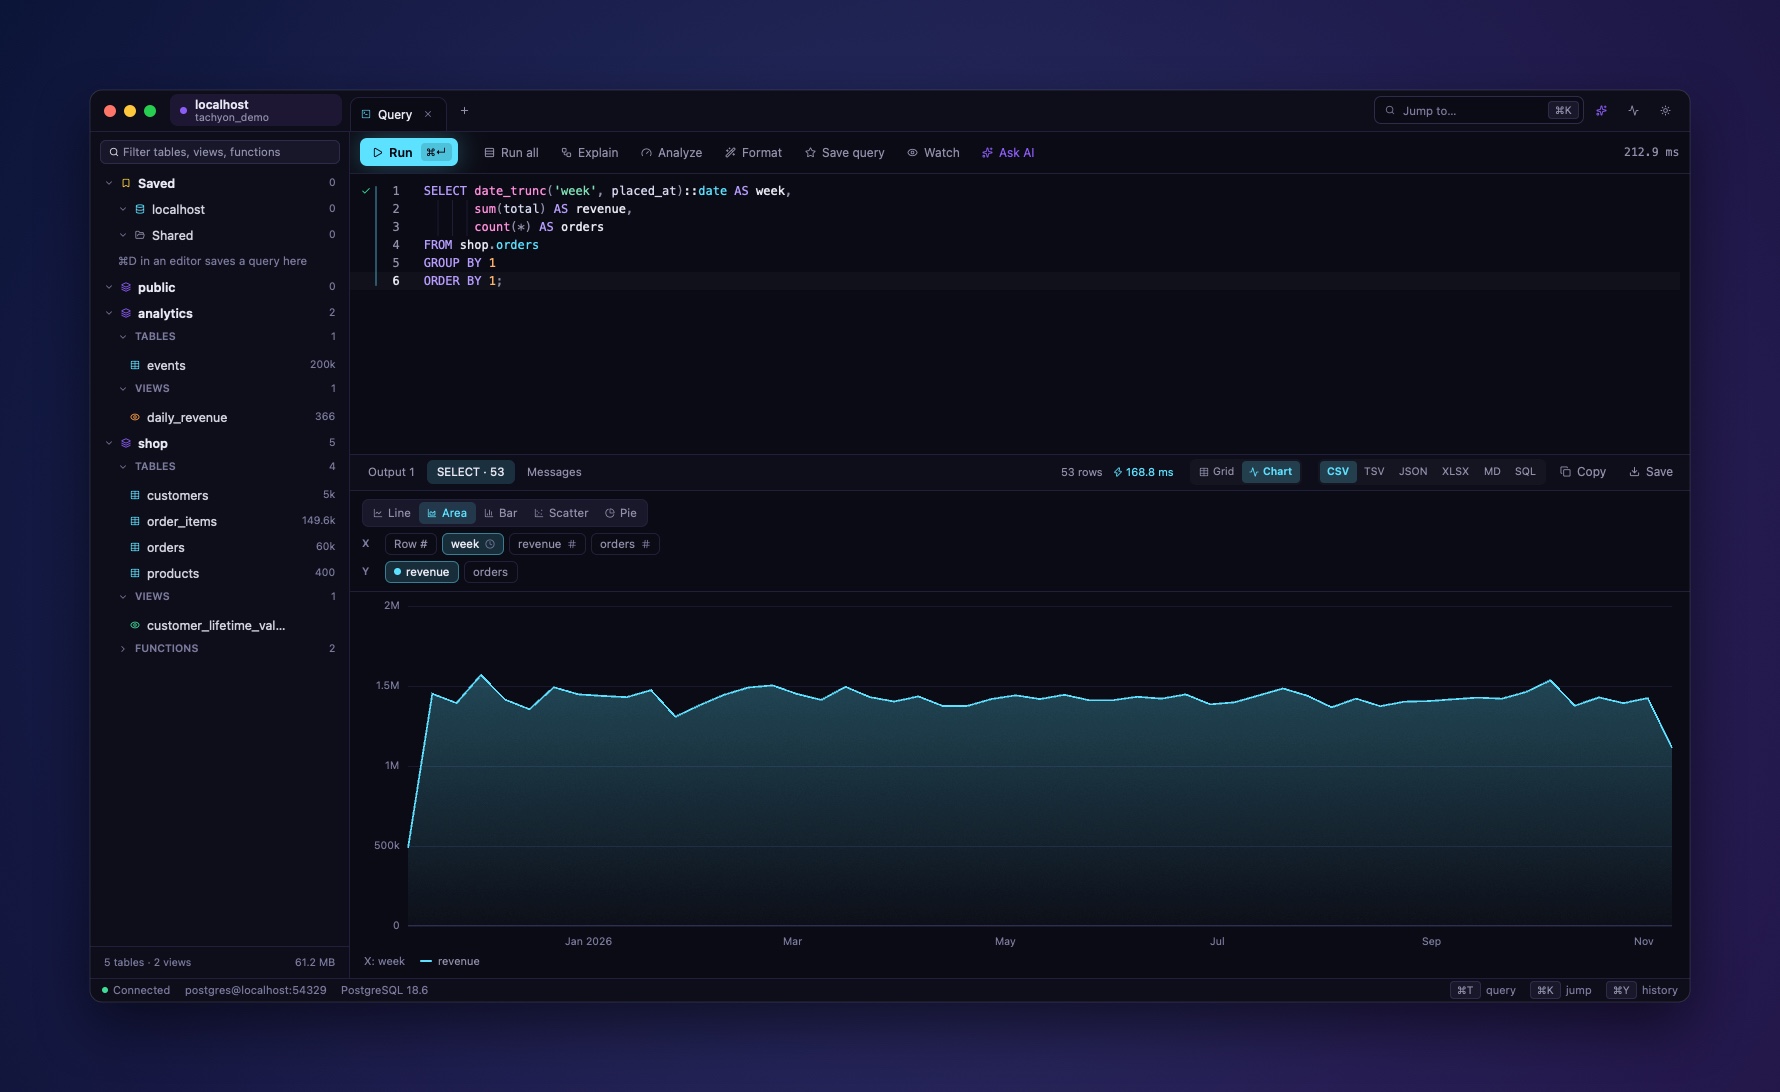 localhost
tachyon_demo
Query
Jump to...
⌘K
Filter tables, views, functions
Run ⌘↵
Run all
Explain
Analyze
Format
Save query
Watch
Ask AI
212.9 ms
Saved 0
localhost 0
Shared 0
⌘D in an editor saves a query here
public 0
analytics 2
TABLES 1
events 200k
VIEWS 1
daily_revenue 366
shop 5
TABLES 4
customers 5k
order_items 149.6k
orders 60k
products 400
VIEWS 1
customer_lifetime_val...
FUNCTIONS 2
5 tables · 2 views 61.2 MB
1 SELECT date_trunc('week', placed_at)::date AS week,
2 sum(total) AS revenue,
3 count(*) AS orders
4 FROM shop.orders
5 GROUP BY 1
6 ORDER BY 1;
Output 1 SELECT · 53 Messages
53 rows 168.8 ms Grid Chart CSV TSV JSON XLSX MD SQL Copy Save
Line Area Bar Scatter Pie
X Row # week revenue # orders #
Y revenue orders
2M
1.5M
1M
500k
0
Jan 2026 Mar May Jul Sep Nov
X: week revenue
Connected postgres@localhost:54329 PostgreSQL 18.6
⌘T query ⌘K jump ⌘Y history